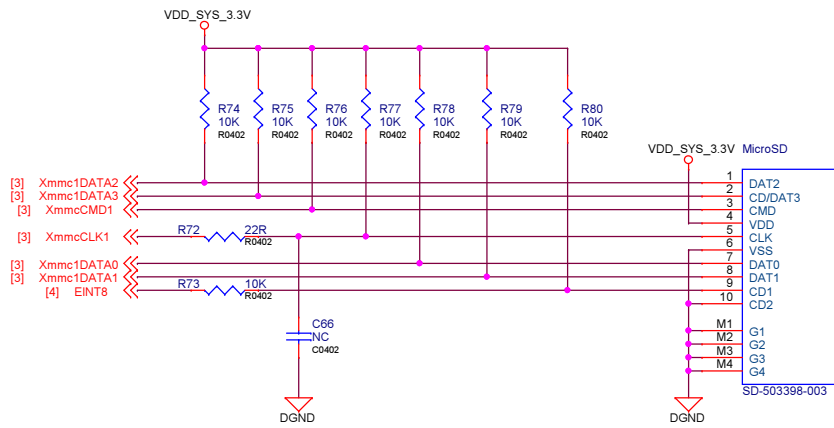 VDD_SYS_3.3V
R74
10K
R0402
R75
10K
R0402
R76
10K
R0402
R77
10K
R0402
R78
10K
R0402
R79
10K
R0402
R80
10K
R0402
VDD_SYS_3.3V
MicroSD
[3] Xmmc1DATA2
[3] Xmmc1DATA3
[3] XmmcCMD1
[3] XmmcCLK1
R72 22R
R0402
[3] Xmmc1DATA0
[3] Xmmc1DATA1
[4] EINT8
R73 10K
R0402
1 DAT2
2 CD/DAT3
3 CMD
4 VDD
5 CLK
6 VSS
7 DAT0
8 DAT1
9 CD1
10 CD2
M1 G1
M2 G2
M3 G3
M4 G4
C66
NC
C0402
SD-503398-003
DGND
DGND